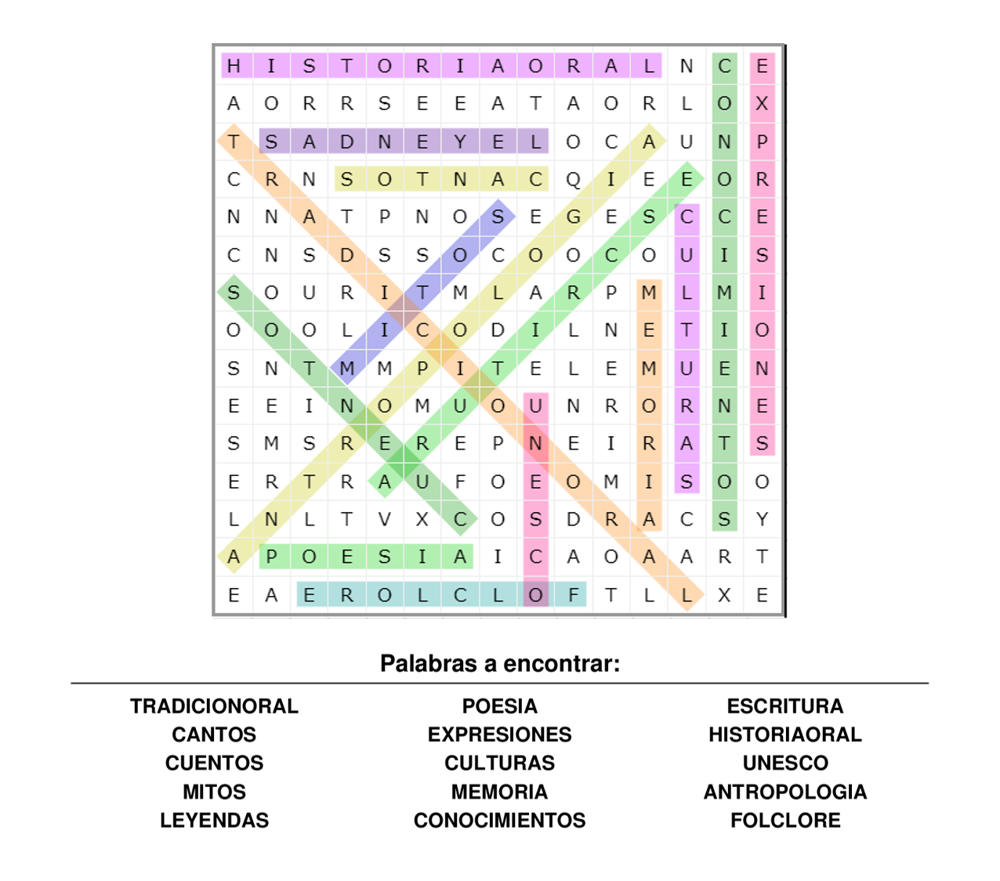 H I S T O R I A O R A L N C E
A O R R S E E A T A O R L O X
T S A D N E Y E L O C A U N P
C R N S O T N A C Q I E E O R
N N A T P N O S E G E S C C E
C N S D S S O C O O C O U I S
S O U R I T M L A R P M L M I
O O O L I C O D I L N E T I O
S N T M M P I T E L E M U E N
E E I N O M U O U N R O R N E
S M S R E R E P N E I R A T S
E R T R A U F O E O M I S O O
L N L T V X C O S D R A C S Y
A P O E S I A I C A O A A R T
E A E R O L C L O F T L L X E
Palabras a encontrar:
TRADICIONORAL POESIA ESCRITURA
CANTOS EXPRESIONES HISTORIAORAL
CUENTOS CULTURAS UNESCO
MITOS MEMORIA ANTROPOLOGIA
LEYENDAS CONOCIMIENTOS FOLCLORE